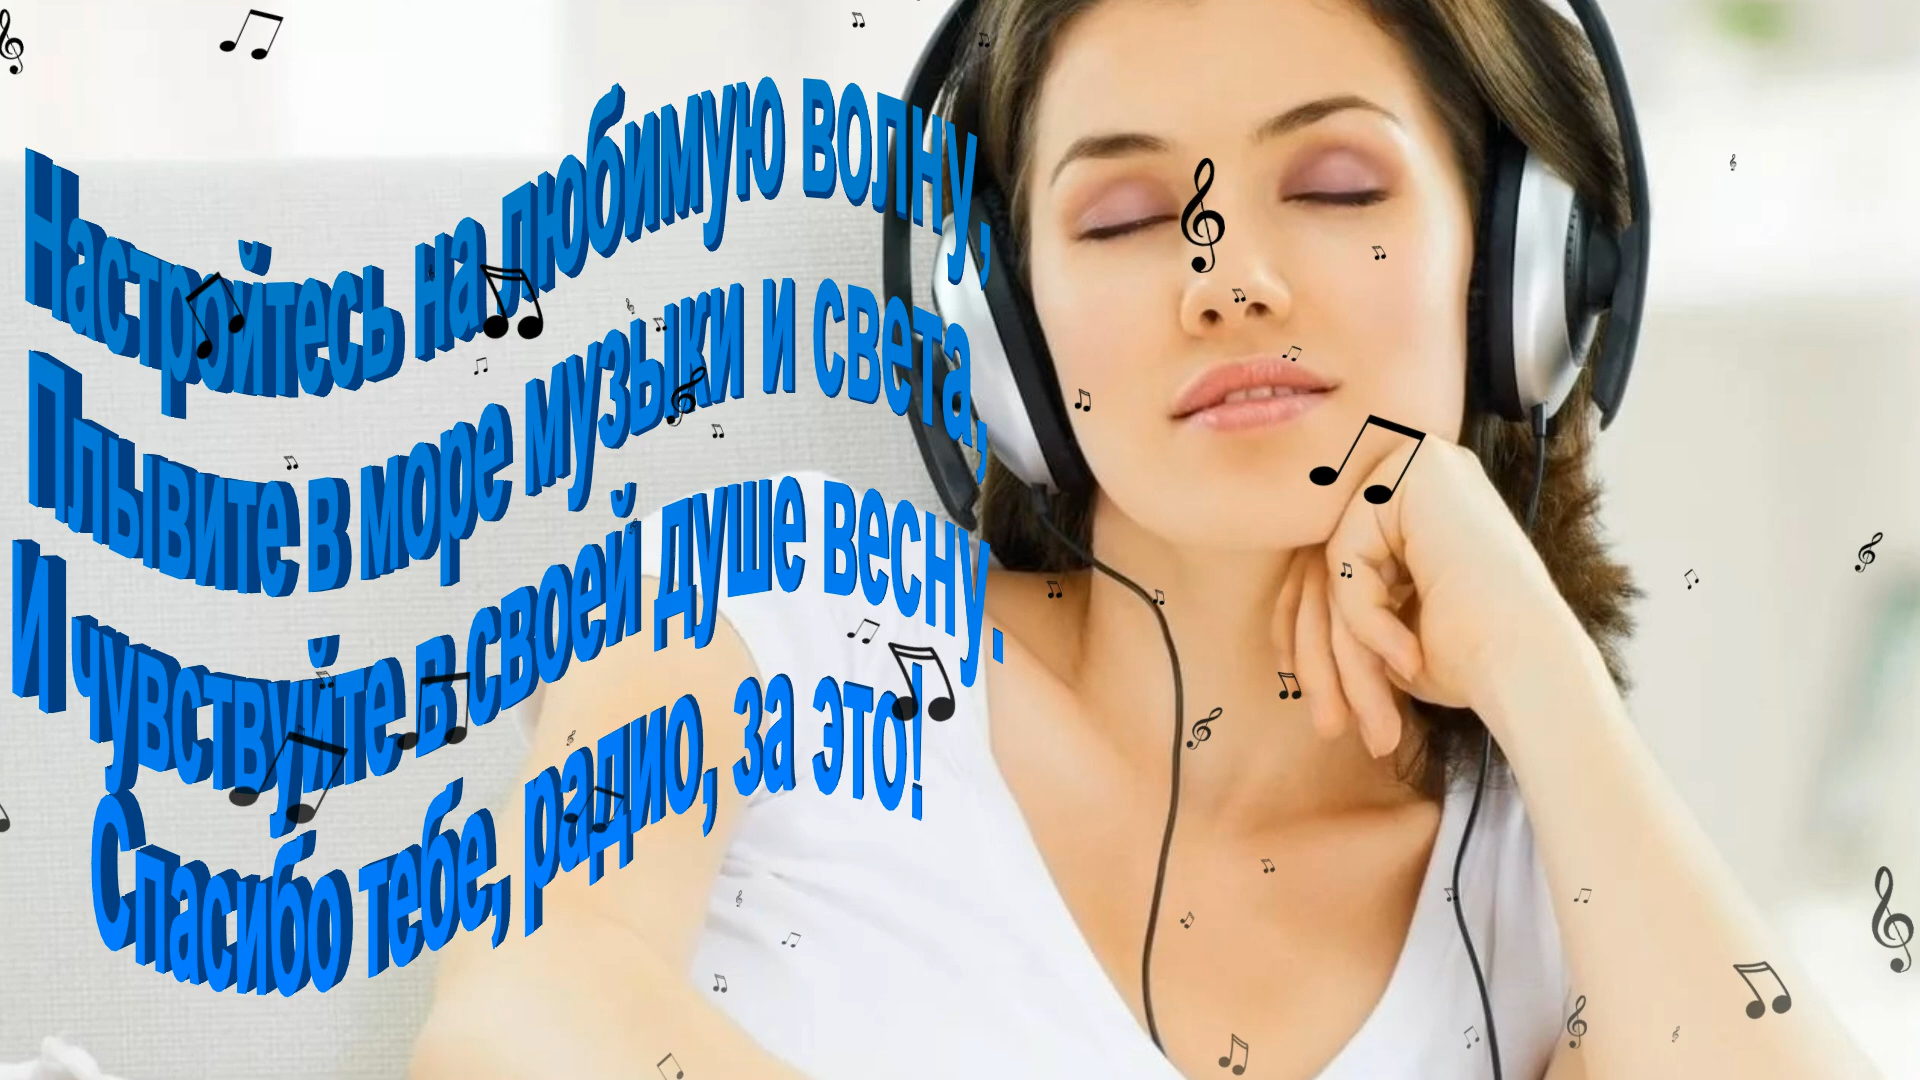 Настройтесь на любимую волну,
Плывите в море музыки и света,
И чувствуйте в своей душе весну.
Спасибо тебе, радио, за это!